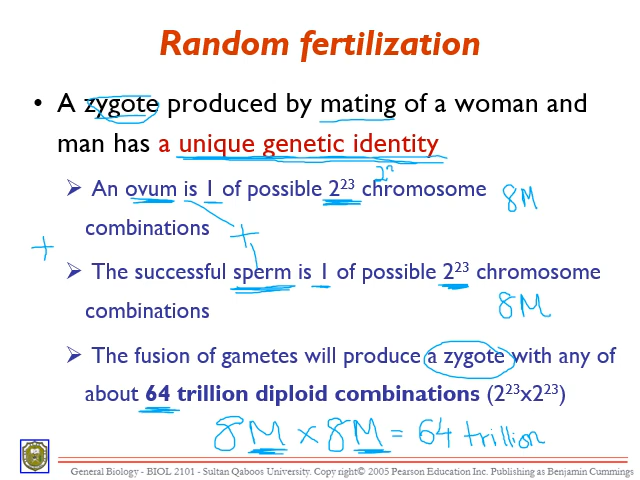 Random fertilization
• A zygote produced by mating of a woman and
man has a unique genetic identity
2ⁿ
➢ An ovum is 1 of possible 2²³ chromosome
8M
combinations
+
+
➢ The successful sperm is 1 of possible 2²³ chromosome
combinations
8M
➢ The fusion of gametes will produce a zygote with any of
about 64 trillion diploid combinations (2²³x2²³)
8M x 8M = 64 trillion
General Biology - BIOL 2101 - Sultan Qaboos University. Copy right© 2005 Pearson Education Inc. Publishing as Benjamin Cummings